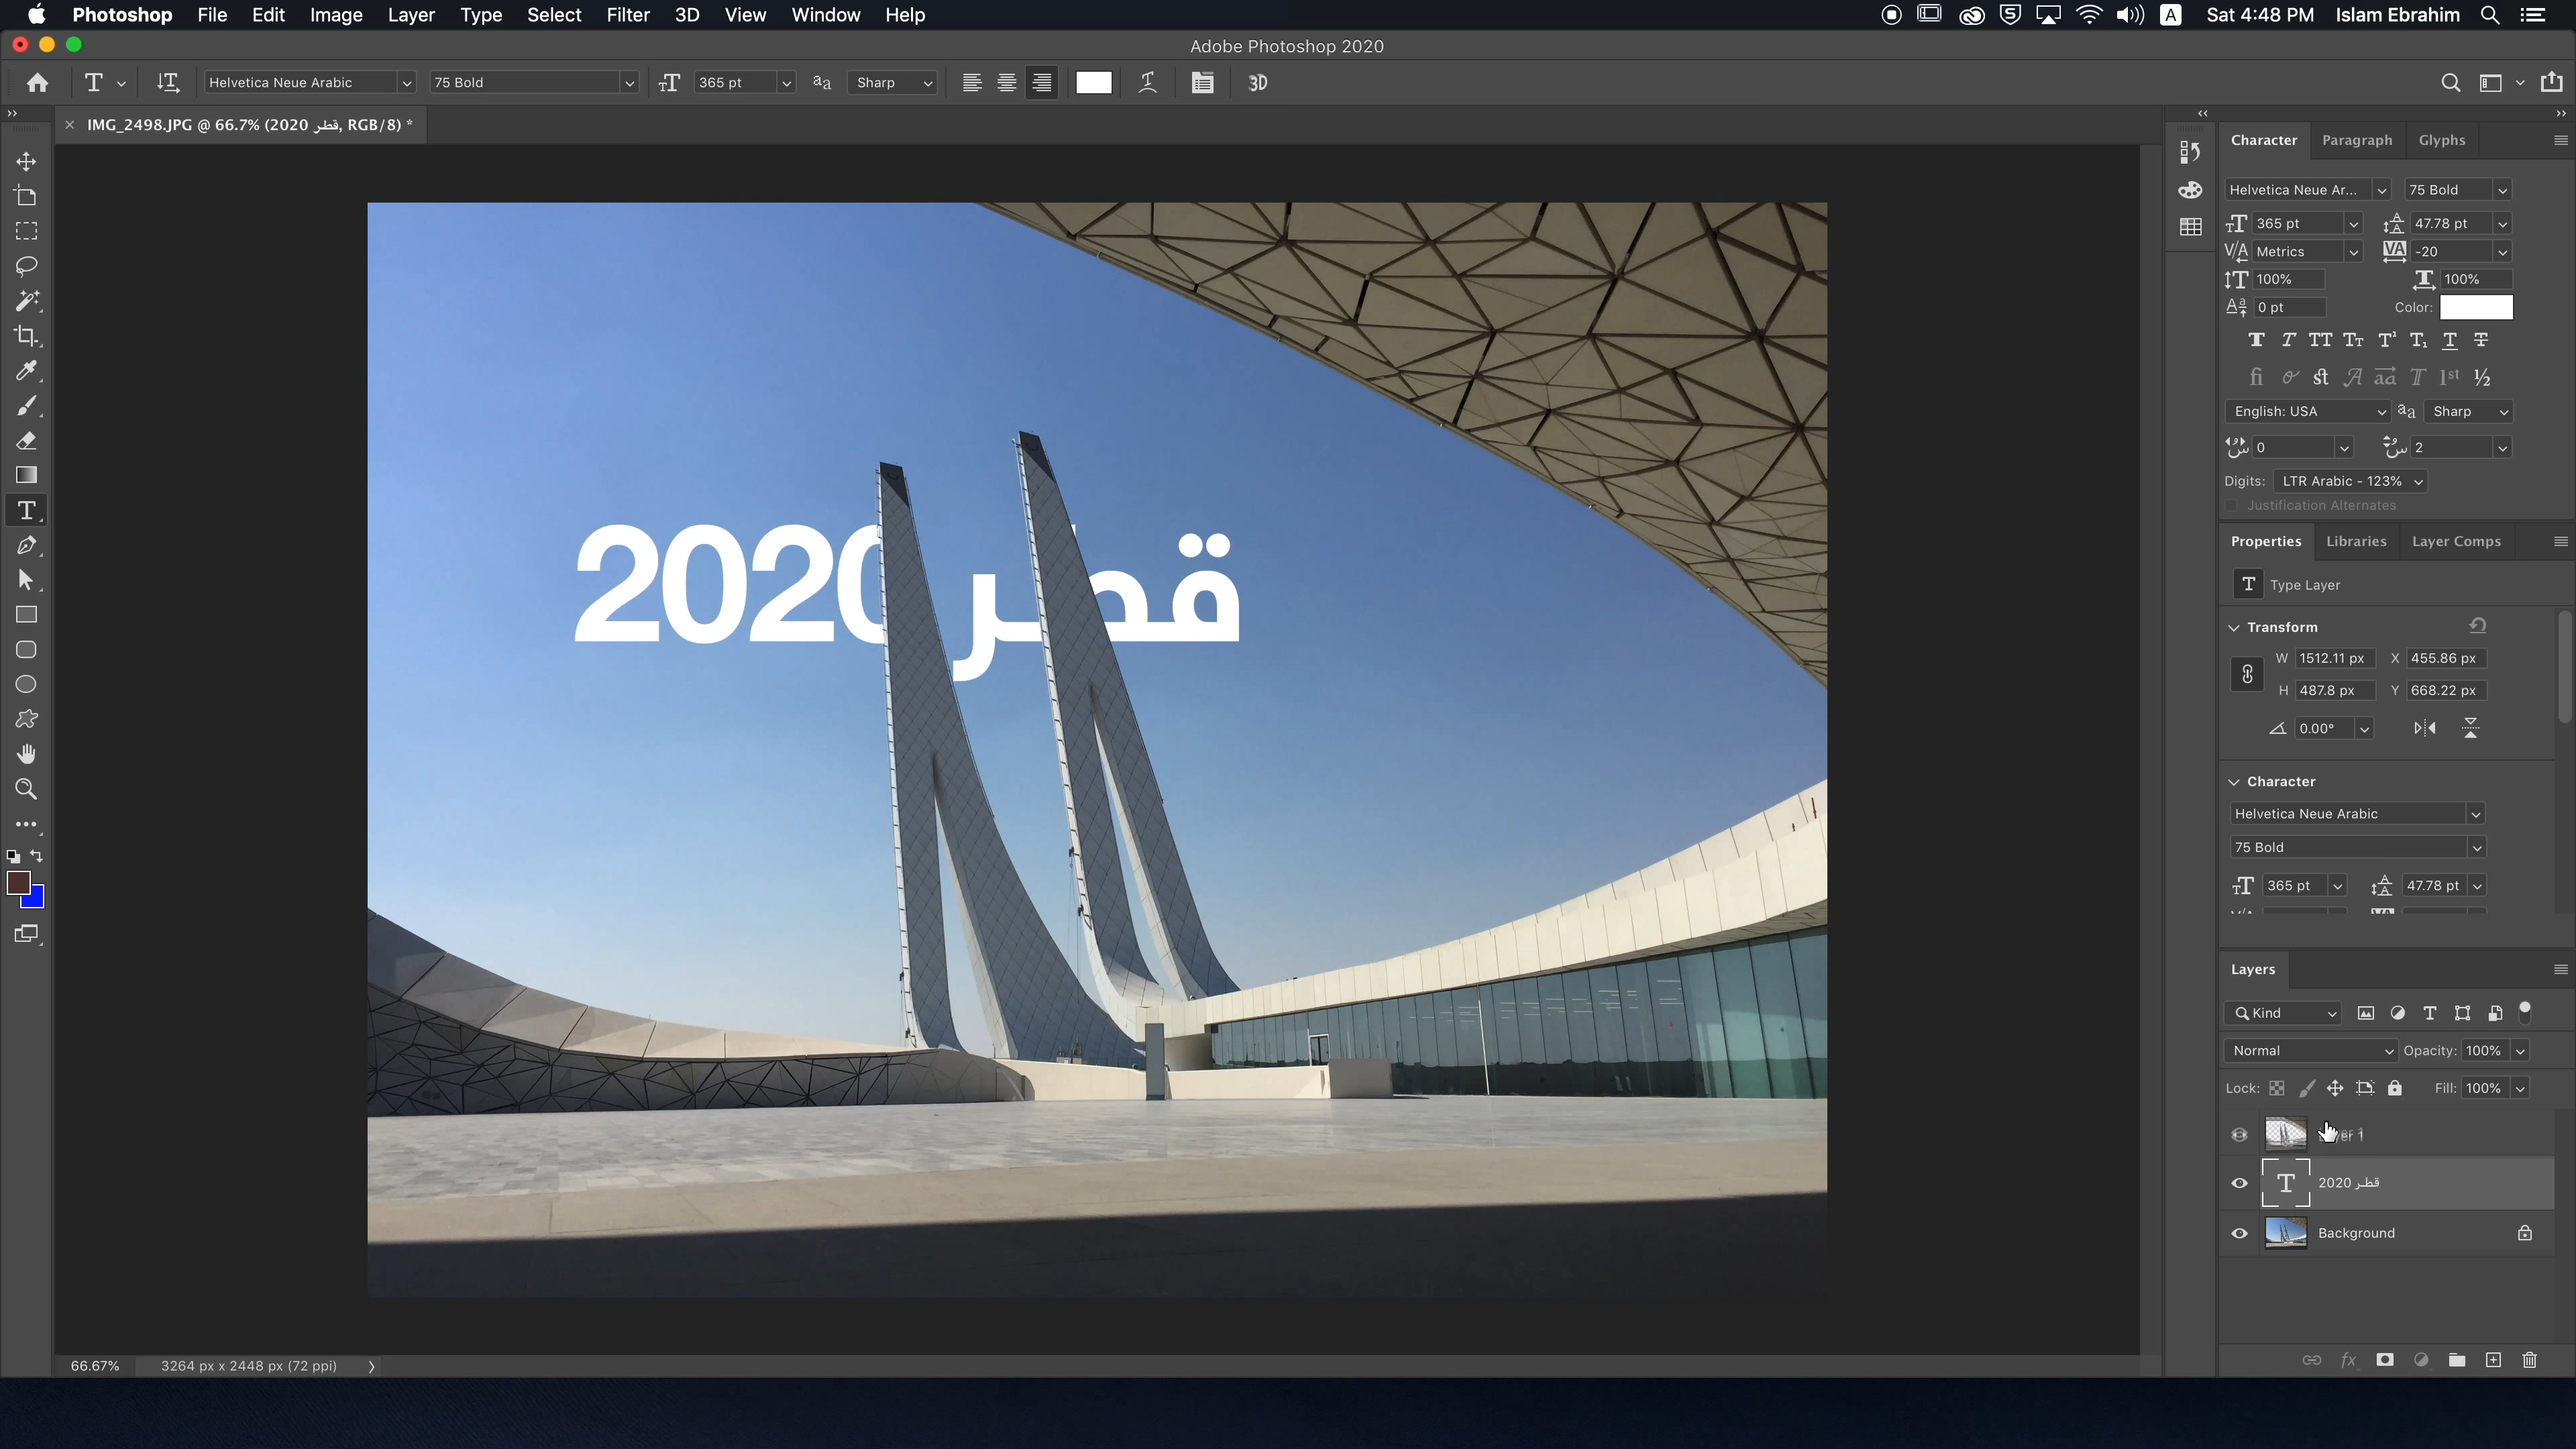 Photoshop File Edit Image Layer Type Select Filter 3D View Window Help
A Sat 4:48 PM Islam Ebrahim
Adobe Photoshop 2020
Helvetica Neue Arabic 75 Bold 365 pt Sharp 3D
IMG_2498.JPG @ 66.7% (2020 قطر, RGB/8) *
Character Paragraph Glyphs
Helvetica Neue Ar... 75 Bold
365 pt 47.78 pt
Metrics -20
100% 100%
0 pt Color:
English: USA Sharp
0 2
Digits: LTR Arabic - 123%
Justification Alternates
قطر 2020
Properties Libraries Layer Comps
Type Layer
Transform
W 1512.11 px X 455.86 px
H 487.8 px Y 668.22 px
0.00°
Character
Helvetica Neue Arabic
75 Bold
365 pt 47.78 pt
Layers
Kind
Normal Opacity: 100%
Lock: Fill: 100%
Layer 1
2020 قطر
Background
66.67% 3264 px x 2448 px (72 ppi)